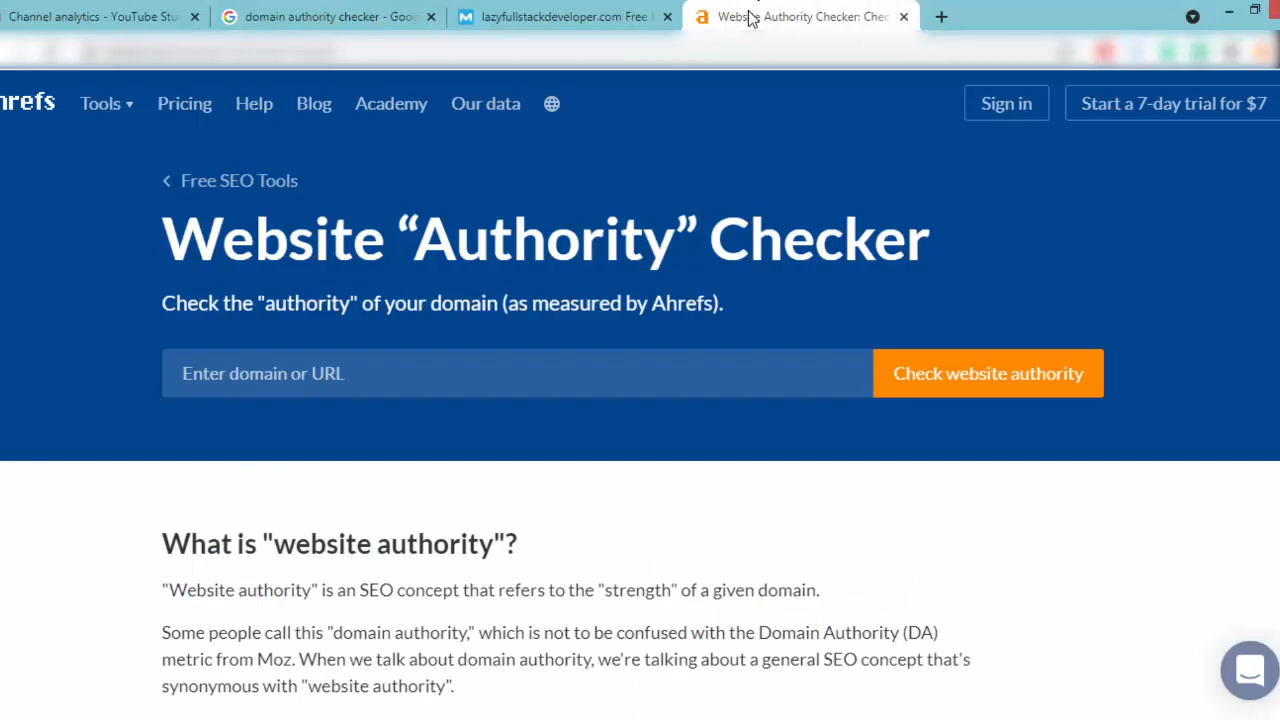 Channel analytics - YouTube Stu
domain authority checker - Goog
lazyfullstackdeveloper.com Free
Website Authority Checker: Chec
hrefs
Tools
Pricing
Help
Blog
Academy
Our data
Sign in
Start a 7-day trial for $7
Free SEO Tools
Website “Authority” Checker
Check the "authority" of your domain (as measured by Ahrefs).
Enter domain or URL
Check website authority
What is "website authority"?
"Website authority" is an SEO concept that refers to the "strength" of a given domain.
Some people call this "domain authority," which is not to be confused with the Domain Authority (DA)
metric from Moz. When we talk about domain authority, we're talking about a general SEO concept that's
synonymous with "website authority".